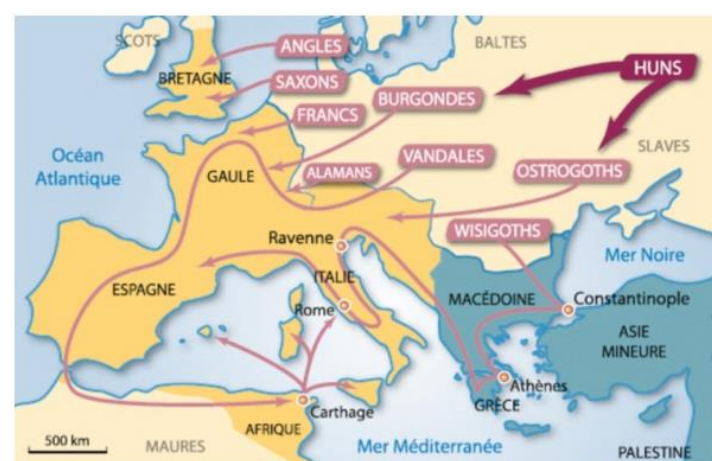 SCOTS
ANGLES
BALTES
HUNS
BRETAGNE
SAXONS
BURGONDES
FRANCS
SLAVES
Océan
Atlantique
GAULE
ALAMANS
VANDALES
OSTROGOTHS
WISIGOTHS
Ravenne
Mer Noire
ESPAGNE
ITALIE
Rome
MACÉDOINE
Constantinople
ASIE
MINEURE
Athènes
GRÈCE
Carthage
AFRIQUE
500 km
MAURES
Mer Méditerranée
PALESTINE